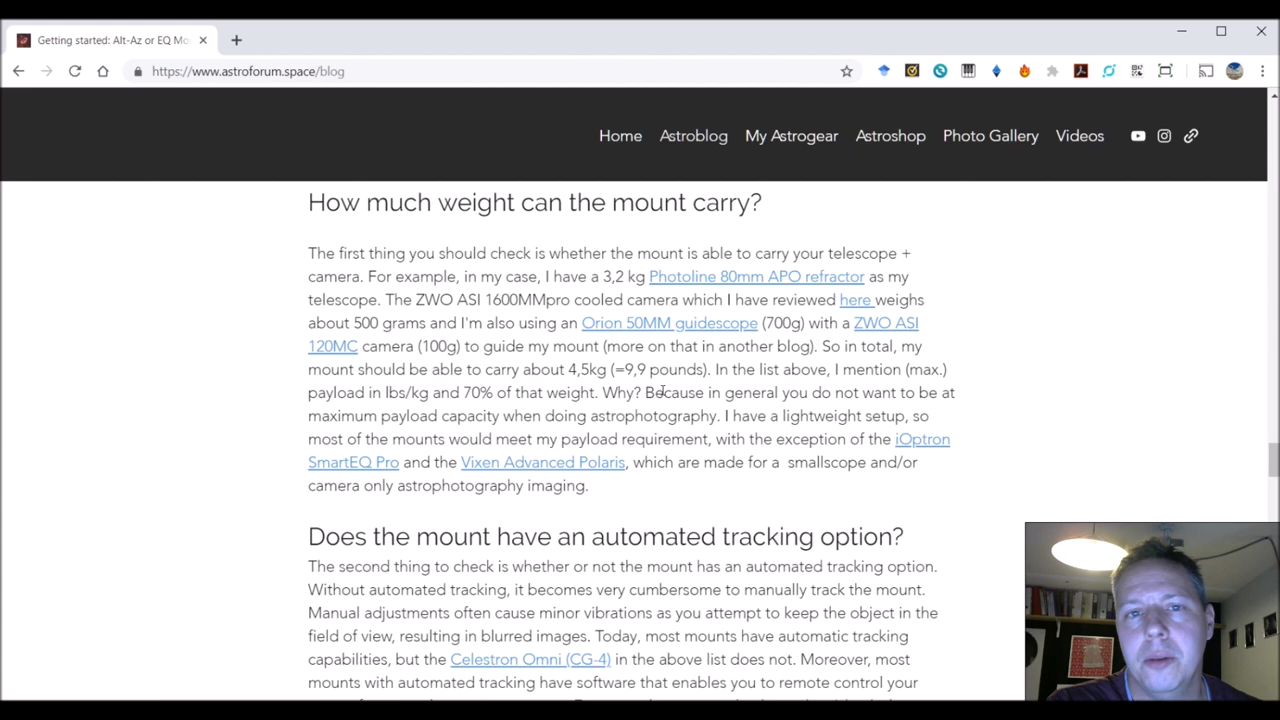 Getting started: Alt-Az or EQ Mo
https://www.astroforum.space/blog
Home Astroblog My Astrogear Astroshop Photo Gallery Videos
How much weight can the mount carry?
The first thing you should check is whether the mount is able to carry your telescope +
camera. For example, in my case, I have a 3,2 kg Photoline 80mm APO refractor as my
telescope. The ZWO ASI 1600MMpro cooled camera which I have reviewed here weighs
about 500 grams and I'm also using an Orion 50MM guidescope (700g) with a ZWO ASI
120MC camera (100g) to guide my mount (more on that in another blog). So in total, my
mount should be able to carry about 4,5kg (=9,9 pounds). In the list above, I mention (max.)
payload in lbs/kg and 70% of that weight. Why? Because in general you do not want to be at
maximum payload capacity when doing astrophotography. I have a lightweight setup, so
most of the mounts would meet my payload requirement, with the exception of the iOptron
SmartEQ Pro and the Vixen Advanced Polaris, which are made for a smallscope and/or
camera only astrophotography imaging.
Does the mount have an automated tracking option?
The second thing to check is whether or not the mount has an automated tracking option.
Without automated tracking, it becomes very cumbersome to manually track the mount.
Manual adjustments often cause minor vibrations as you attempt to keep the object in the
field of view, resulting in blurred images. Today, most mounts have automatic tracking
capabilities, but the Celestron Omni (CG-4) in the above list does not. Moreover, most
mounts with automated tracking have software that enables you to remote control your